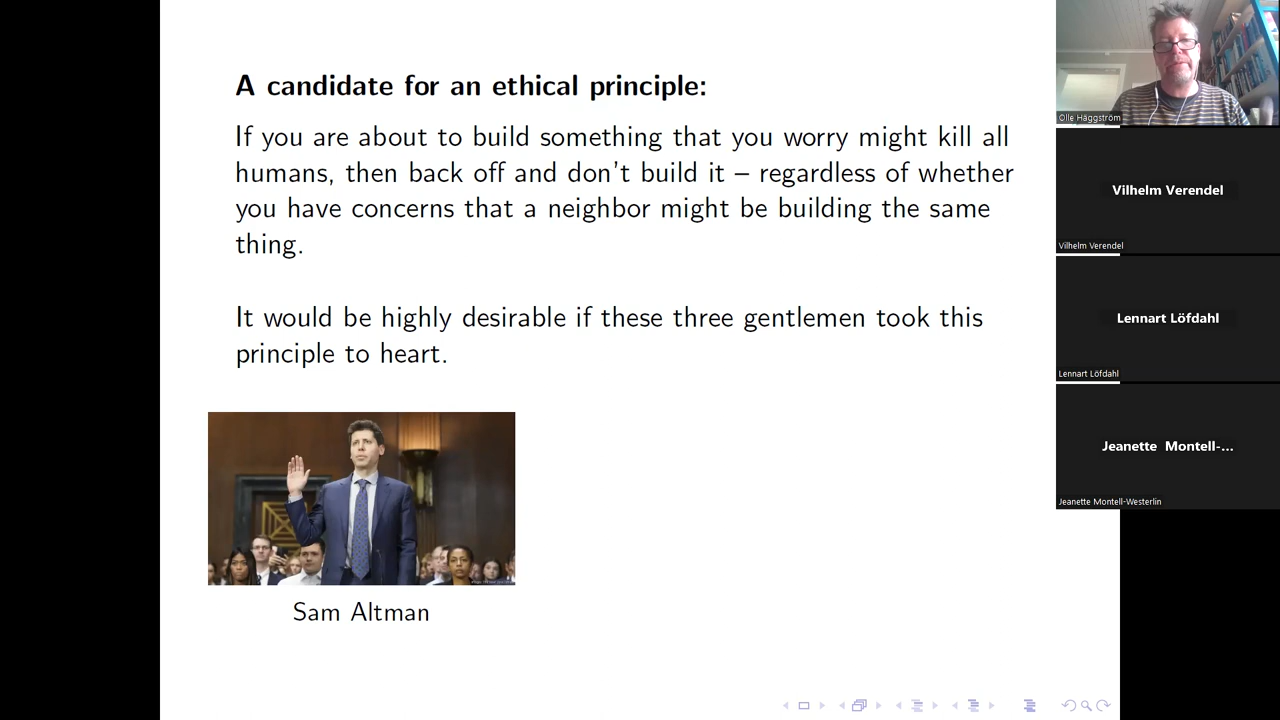 A candidate for an ethical principle:
If you are about to build something that you worry might kill all
humans, then back off and don't build it – regardless of whether
you have concerns that a neighbor might be building the same
thing.
It would be highly desirable if these three gentlemen took this
principle to heart.
Sam Altman
Olle Häggström
Vilhelm Verendel
Vilhelm Verendel
Lennart Löfdahl
Lennart Löfdahl
Jeanette Montell-...
Jeanette Montell-Westerlin